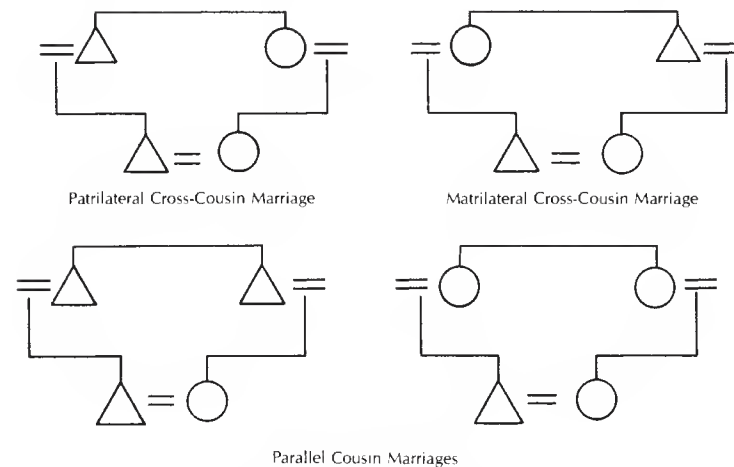 Patrilateral Cross-Cousin Marriage
Matrilateral Cross-Cousin Marriage
Parallel Cousin Marriages